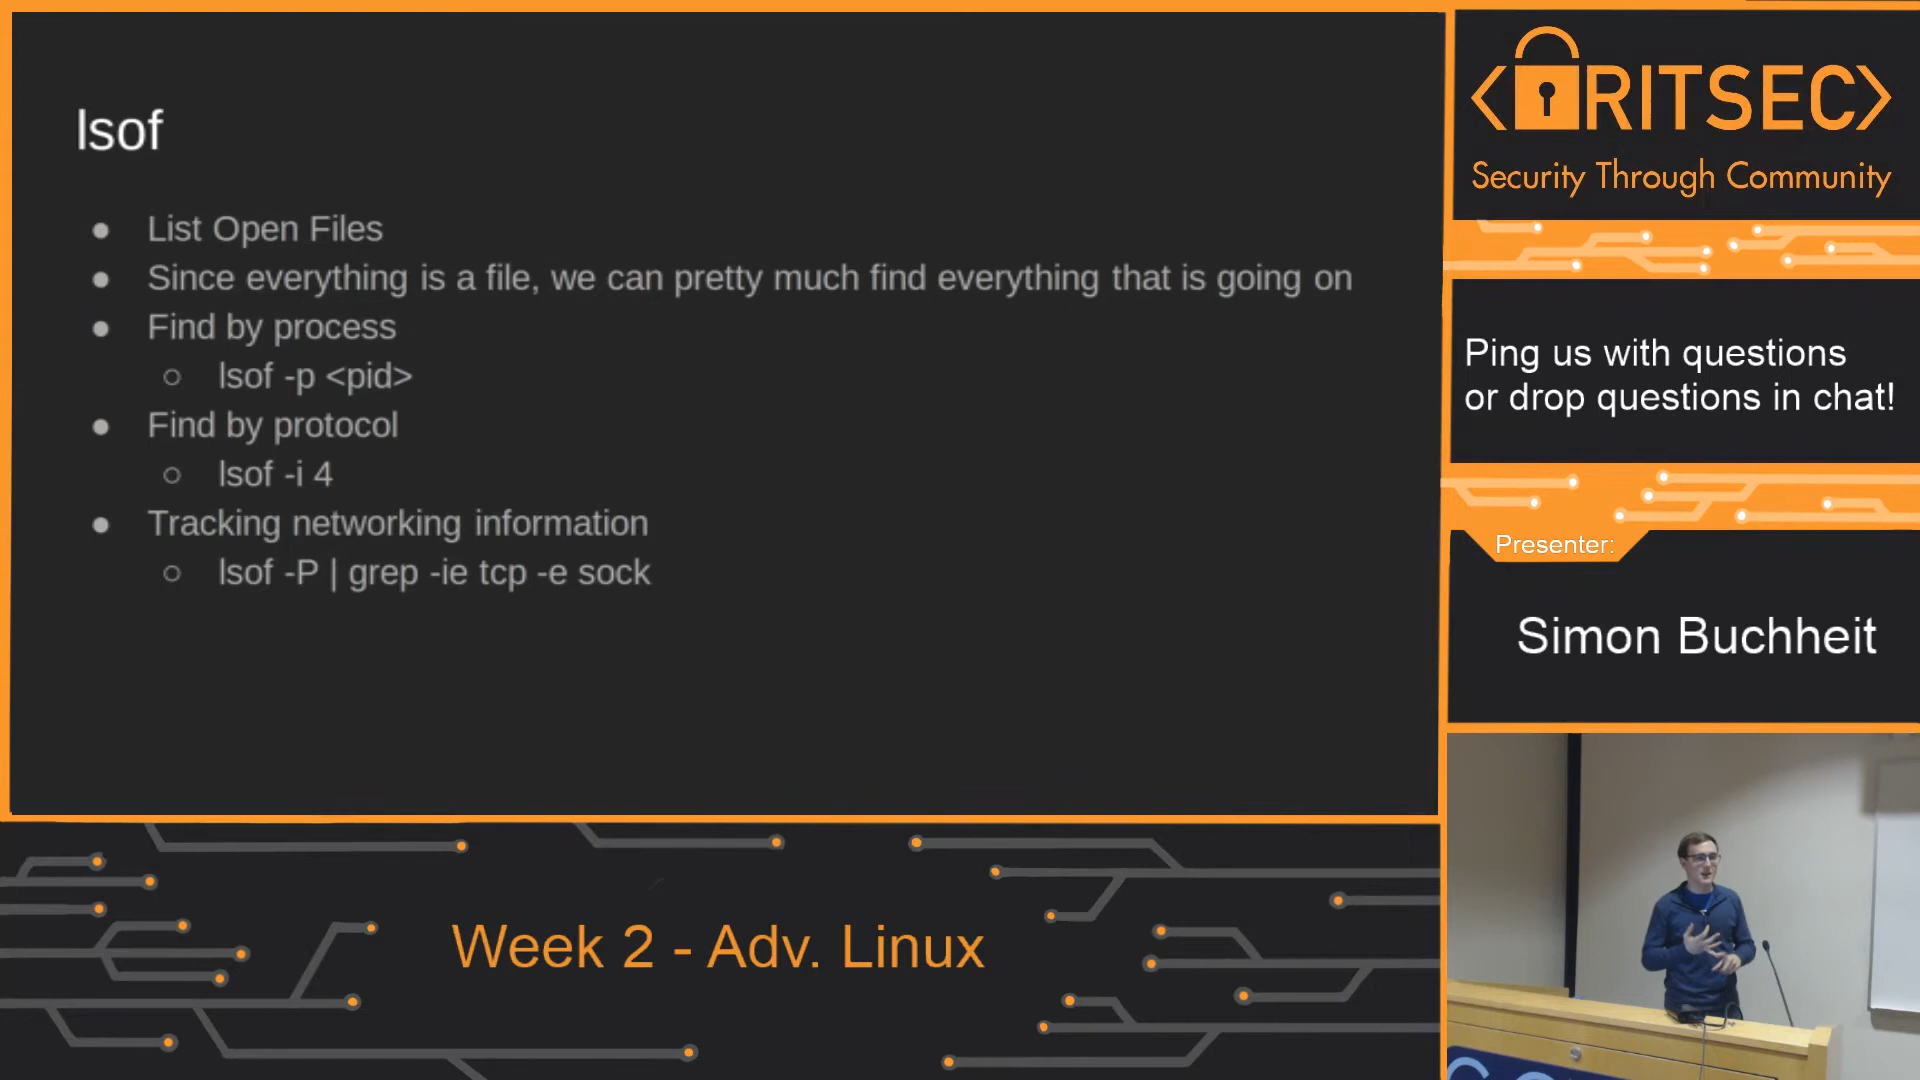 lsof
● List Open Files
● Since everything is a file, we can pretty much find everything that is going on
● Find by process
○ lsof -p <pid>
● Find by protocol
○ lsof -i 4
● Tracking networking information
○ lsof -P | grep -ie tcp -e sock
<RITSEC>
Security Through Community
Ping us with questions
or drop questions in chat!
Presenter:
Simon Buchheit
Week 2 - Adv. Linux